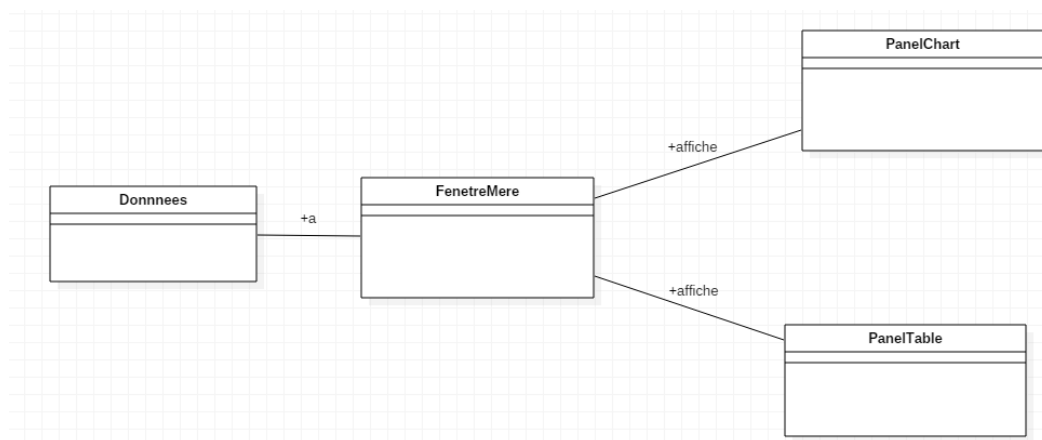 PanelChart
+affiche
Donnnees
+a
FenetreMere
+affiche
PanelTable